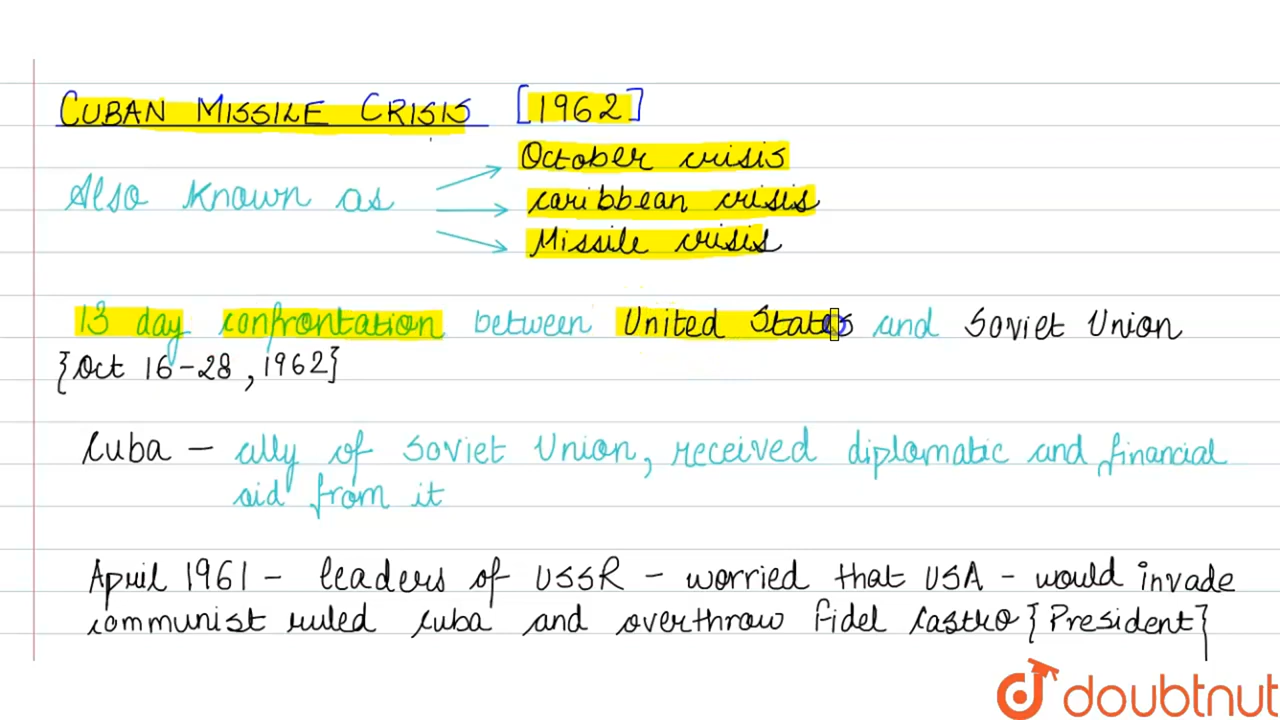 CUBAN MISSILE CRISIS [1962]
Also known as
October crisis
caribbean crisis
Missile crisis
13 day confrontation between United States and Soviet Union
{Oct 16-28, 1962}
Cuba - ally of Soviet Union, received diplomatic and financial
aid from it
April 1961 - leaders of USSR - worried that USA - would invade
communist ruled Cuba and overthrow Fidel Castro {President}
doubtnut